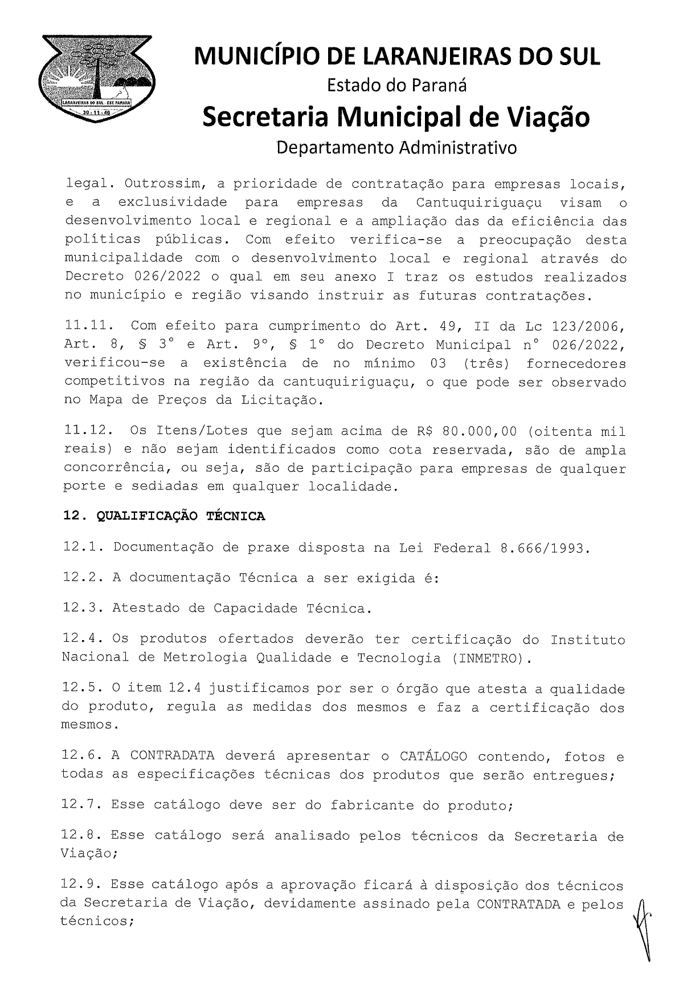 MUNICÍPIO DE LARANJEIRAS DO SUL
Estado do Paraná
Secretaria Municipal de Viação
Departamento Administrativo
LARANJEIRAS DO SUL - EST. PARANÁ
30-11-46
legal. Outrossim, a prioridade de contratação para empresas locais,
e a exclusividade para empresas da Cantuquiriguaçu visam o
desenvolvimento local e regional e a ampliação das da eficiência das
políticas públicas. Com efeito verifica-se a preocupação desta
municipalidade com o desenvolvimento local e regional através do
Decreto 026/2022 o qual em seu anexo I traz os estudos realizados
no município e região visando instruir as futuras contratações.
11.11. Com efeito para cumprimento do Art. 49, II da Lc 123/2006,
Art. 8, § 3° e Art. 9°, § 1° do Decreto Municipal n° 026/2022,
verificou-se a existência de no mínimo 03 (três) fornecedores
competitivos na região da cantuquiriguaçu, o que pode ser observado
no Mapa de Preços da Licitação.
11.12. Os Itens/Lotes que sejam acima de R$ 80.000,00 (oitenta mil
reais) e não sejam identificados como cota reservada, são de ampla
concorrência, ou seja, são de participação para empresas de qualquer
porte e sediadas em qualquer localidade.
12. QUALIFICAÇÃO TÉCNICA
12.1. Documentação de praxe disposta na Lei Federal 8.666/1993.
12.2. A documentação Técnica a ser exigida é:
12.3. Atestado de Capacidade Técnica.
12.4. Os produtos ofertados deverão ter certificação do Instituto
Nacional de Metrologia Qualidade e Tecnologia (INMETRO).
12.5. O item 12.4 justificamos por ser o órgão que atesta a qualidade
do produto, regula as medidas dos mesmos e faz a certificação dos
mesmos.
12.6. A CONTRADATA deverá apresentar o CATÁLOGO contendo, fotos e
todas as especificações técnicas dos produtos que serão entregues;
12.7. Esse catálogo deve ser do fabricante do produto;
12.8. Esse catálogo será analisado pelos técnicos da Secretaria de
Viação;
12.9. Esse catálogo após a aprovação ficará à disposição dos técnicos
da Secretaria de Viação, devidamente assinado pela CONTRATADA e pelos
técnicos;